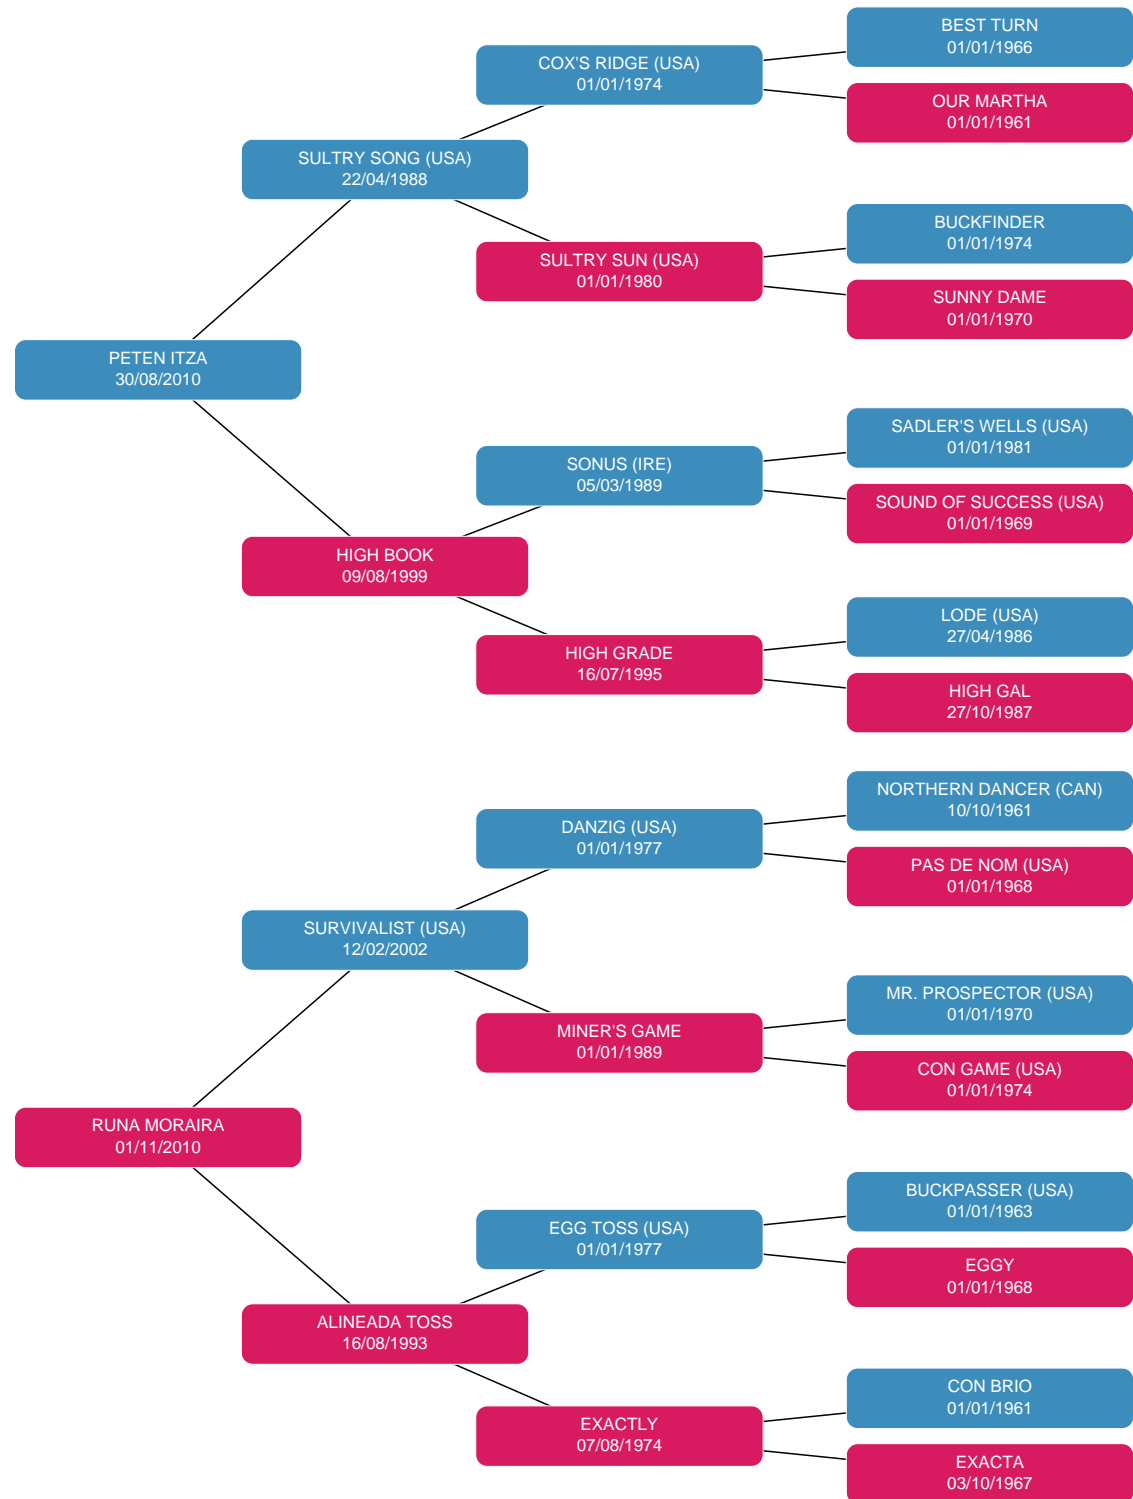 BEST TURN
01/01/1966
COX'S RIDGE (USA)
01/01/1974
OUR MARTHA
01/01/1961
SULTRY SONG (USA)
22/04/1988
BUCKFINDER
01/01/1974
SULTRY SUN (USA)
01/01/1980
SUNNY DAME
01/01/1970
PETEN ITZA
30/08/2010
SADLER'S WELLS (USA)
01/01/1981
SONUS (IRE)
05/03/1989
SOUND OF SUCCESS (USA)
01/01/1969
HIGH BOOK
09/08/1999
LODE (USA)
27/04/1986
HIGH GRADE
16/07/1995
HIGH GAL
27/10/1987
NORTHERN DANCER (CAN)
10/10/1961
DANZIG (USA)
01/01/1977
PAS DE NOM (USA)
01/01/1968
SURVIVALIST (USA)
12/02/2002
MR. PROSPECTOR (USA)
01/01/1970
MINER'S GAME
01/01/1989
CON GAME (USA)
01/01/1974
RUNA MORAIRA
01/11/2010
BUCKPASSER (USA)
01/01/1963
EGG TOSS (USA)
01/01/1977
EGGY
01/01/1968
ALINEADA TOSS
16/08/1993
CON BRIO
01/01/1961
EXACTLY
07/08/1974
EXACTA
03/10/1967